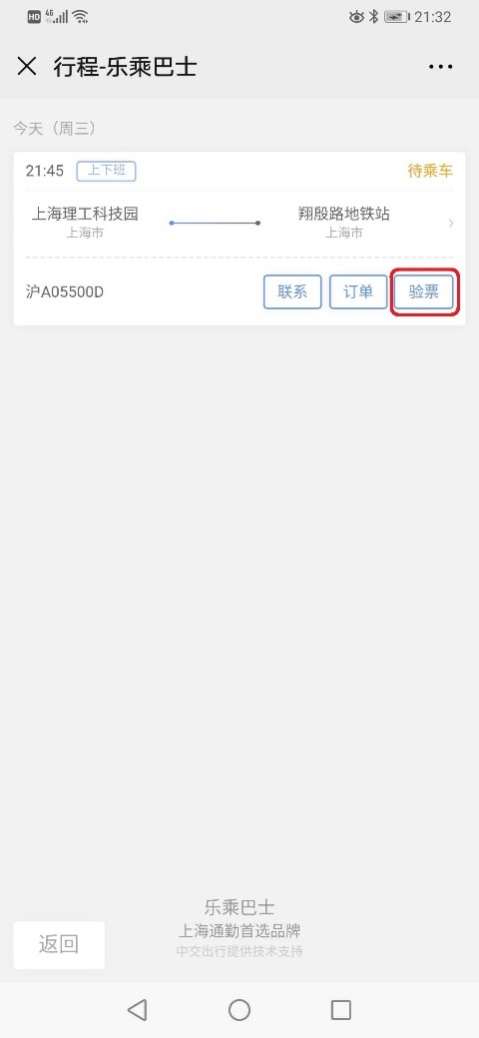 HD 4G 21:32
行程-乐乘巴士
今天（周三）
21:45 上下班 待乘车
上海理工科技园 翔殷路地铁站
上海市 上海市
沪A05500D 联系 订单 验票
乐乘巴士
上海通勤首选品牌
返回
中交出行提供技术支持